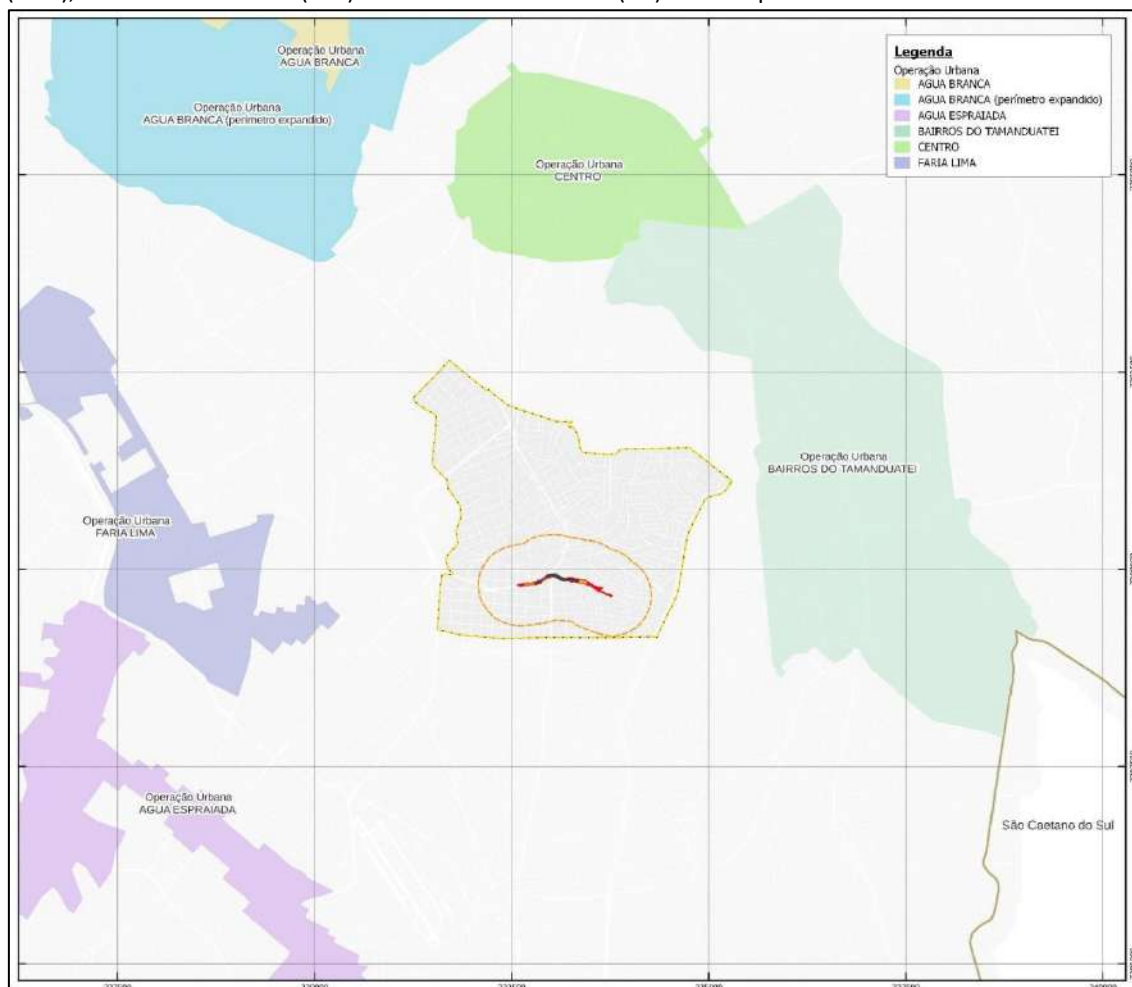 Operação Urbana
AGUA BRANCA
Operação Urbana
AGUA BRANCA (perímetro expandido)
Operação Urbana
CENTRO
Legenda
Operação Urbana
AGUA BRANCA
AGUA BRANCA (perímetro expandido)
AGUA ESPRAIADA
BAIRROS DO TAMANDUATEI
CENTRO
FARIA LIMA
Operação Urbana
BAIRROS DO TAMANDUATEI
Operação Urbana
FARIA LIMA
Operação Urbana
AGUA ESPRAIADA
São Caetano do Sul